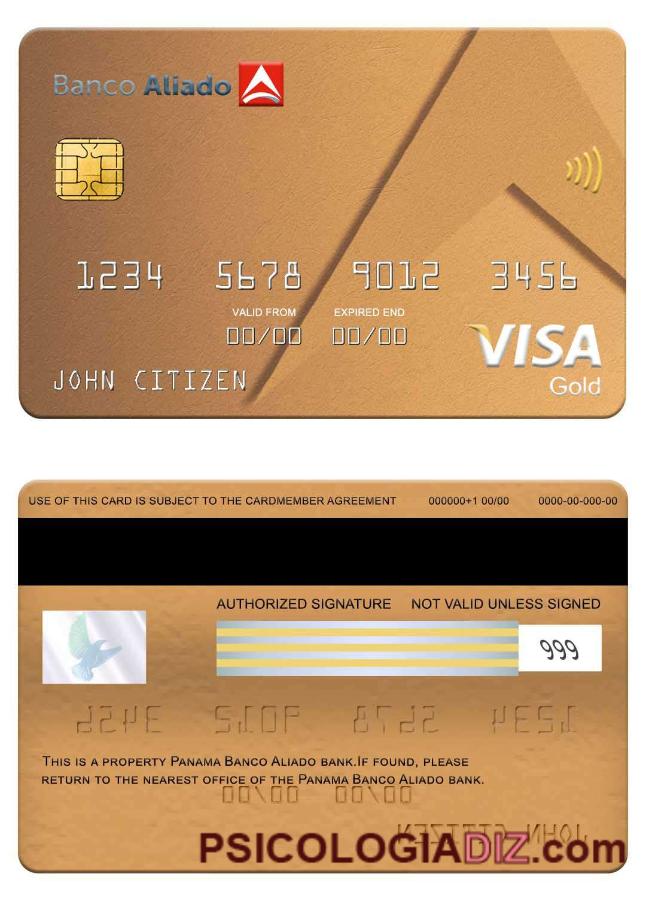 Banco Aliado
1234 5678 9012 3456
VALID FROM EXPIRED END
00/00 00/00
VISA
JOHN CITIZEN
Gold
USE OF THIS CARD IS SUBJECT TO THE CARDMEMBER AGREEMENT 000000+1 00/00 0000-00-000-00
AUTHORIZED SIGNATURE NOT VALID UNLESS SIGNED
999
THIS IS A PROPERTY PANAMA BANCO ALIADO BANK.IF FOUND, PLEASE
RETURN TO THE NEAREST OFFICE OF THE PANAMA BANCO ALIADO BANK.
PSICOLOGIADIZ.com